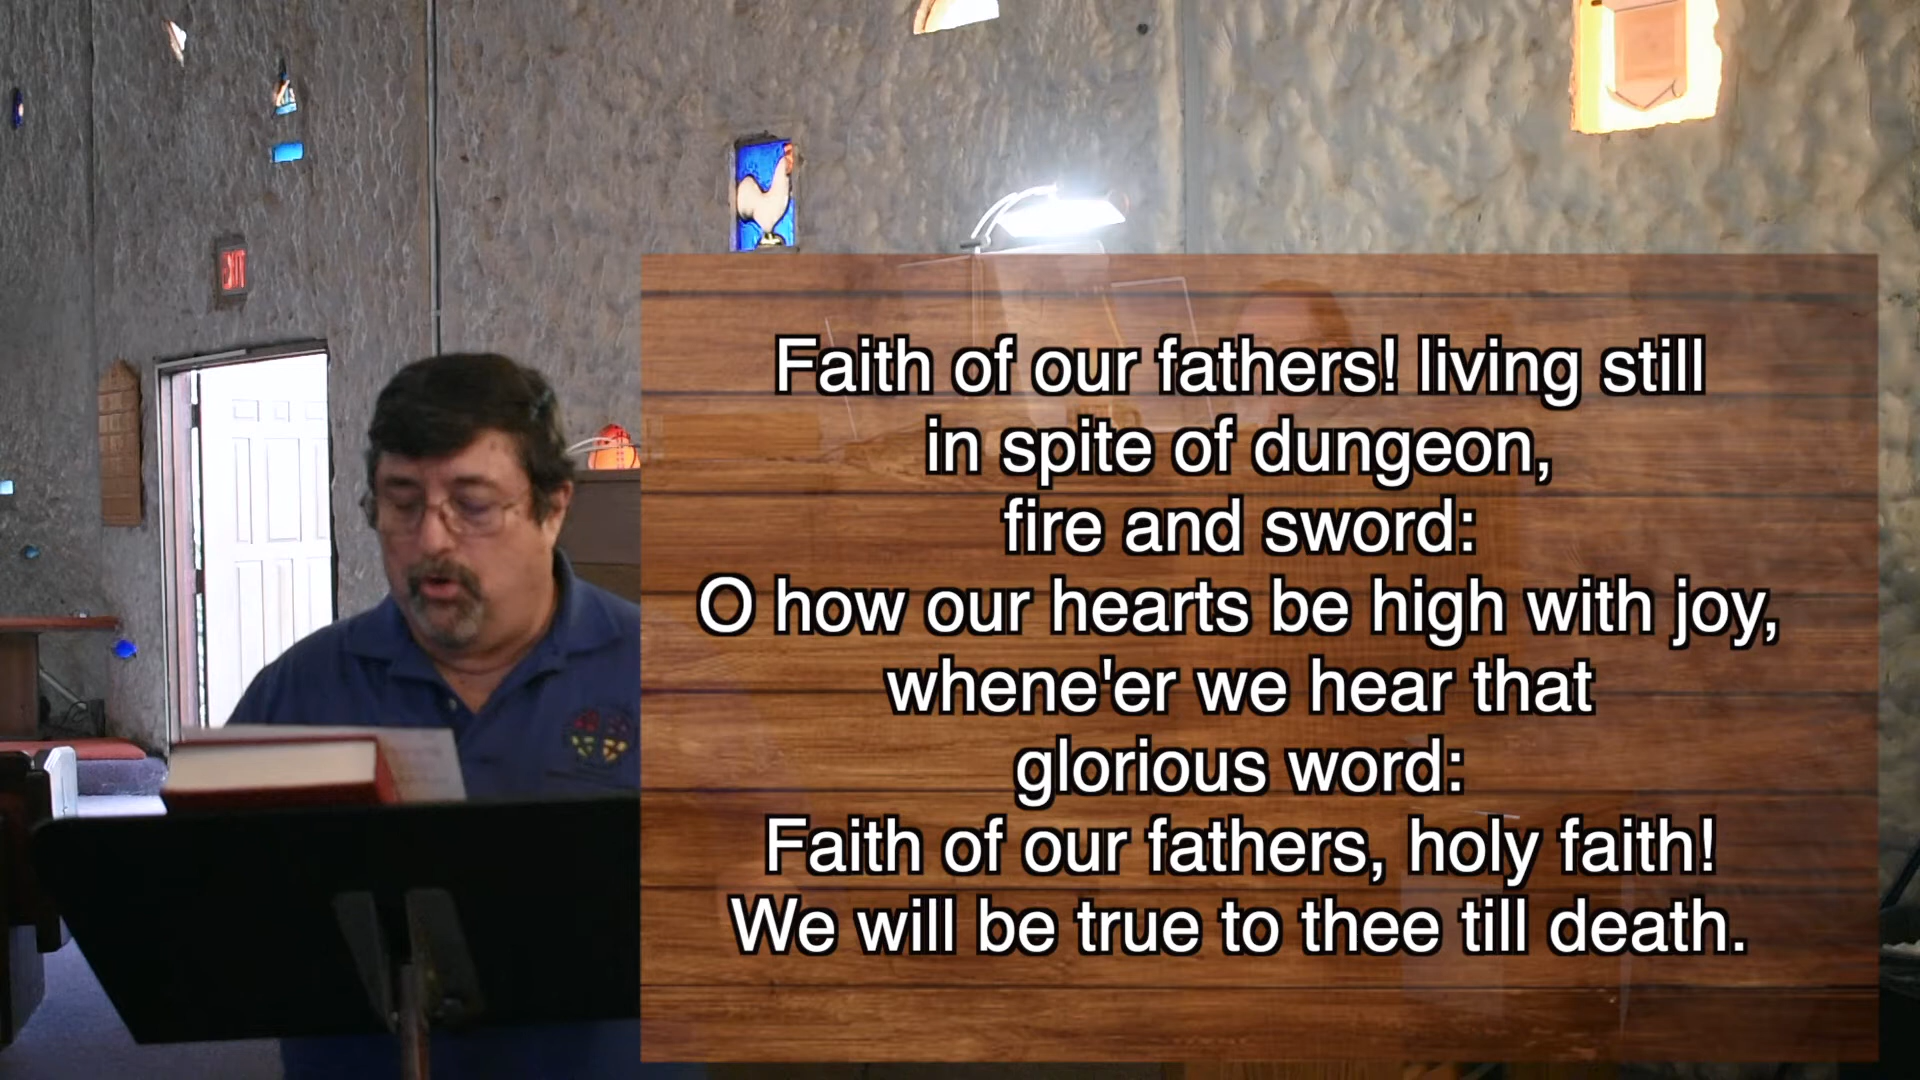 EXIT
Faith of our fathers! living still
in spite of dungeon,
fire and sword:
O how our hearts be high with joy,
whene'er we hear that
glorious word:
Faith of our fathers, holy faith!
We will be true to thee till death.